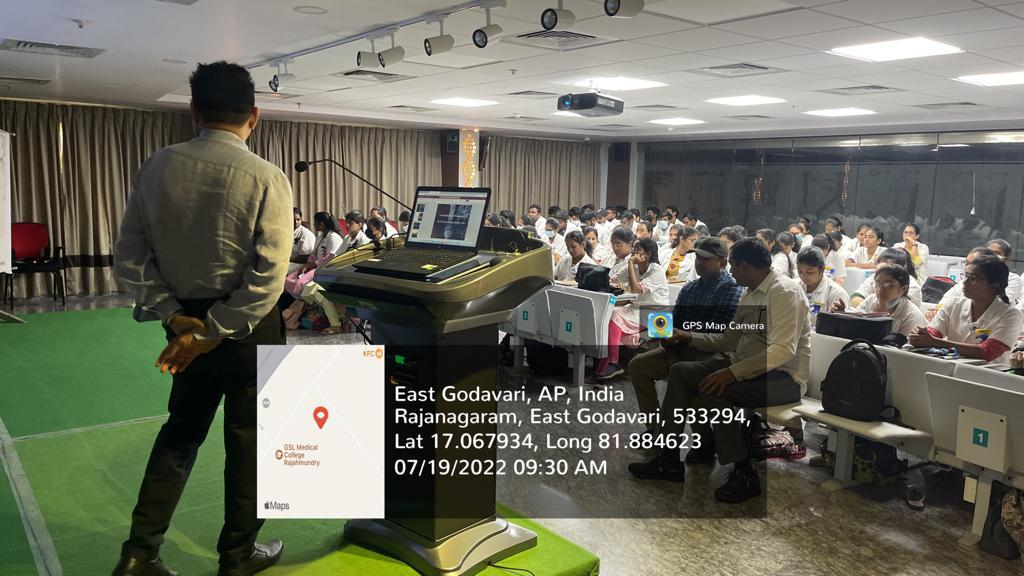 GPS Map Camera
KFC
East Godavari, AP, India
Rajanagaram, East Godavari, 533294,
Lat 17.067934, Long 81.884623
07/19/2022 09:30 AM
GSL Medical
College
Rajahmundry
Maps
1
1